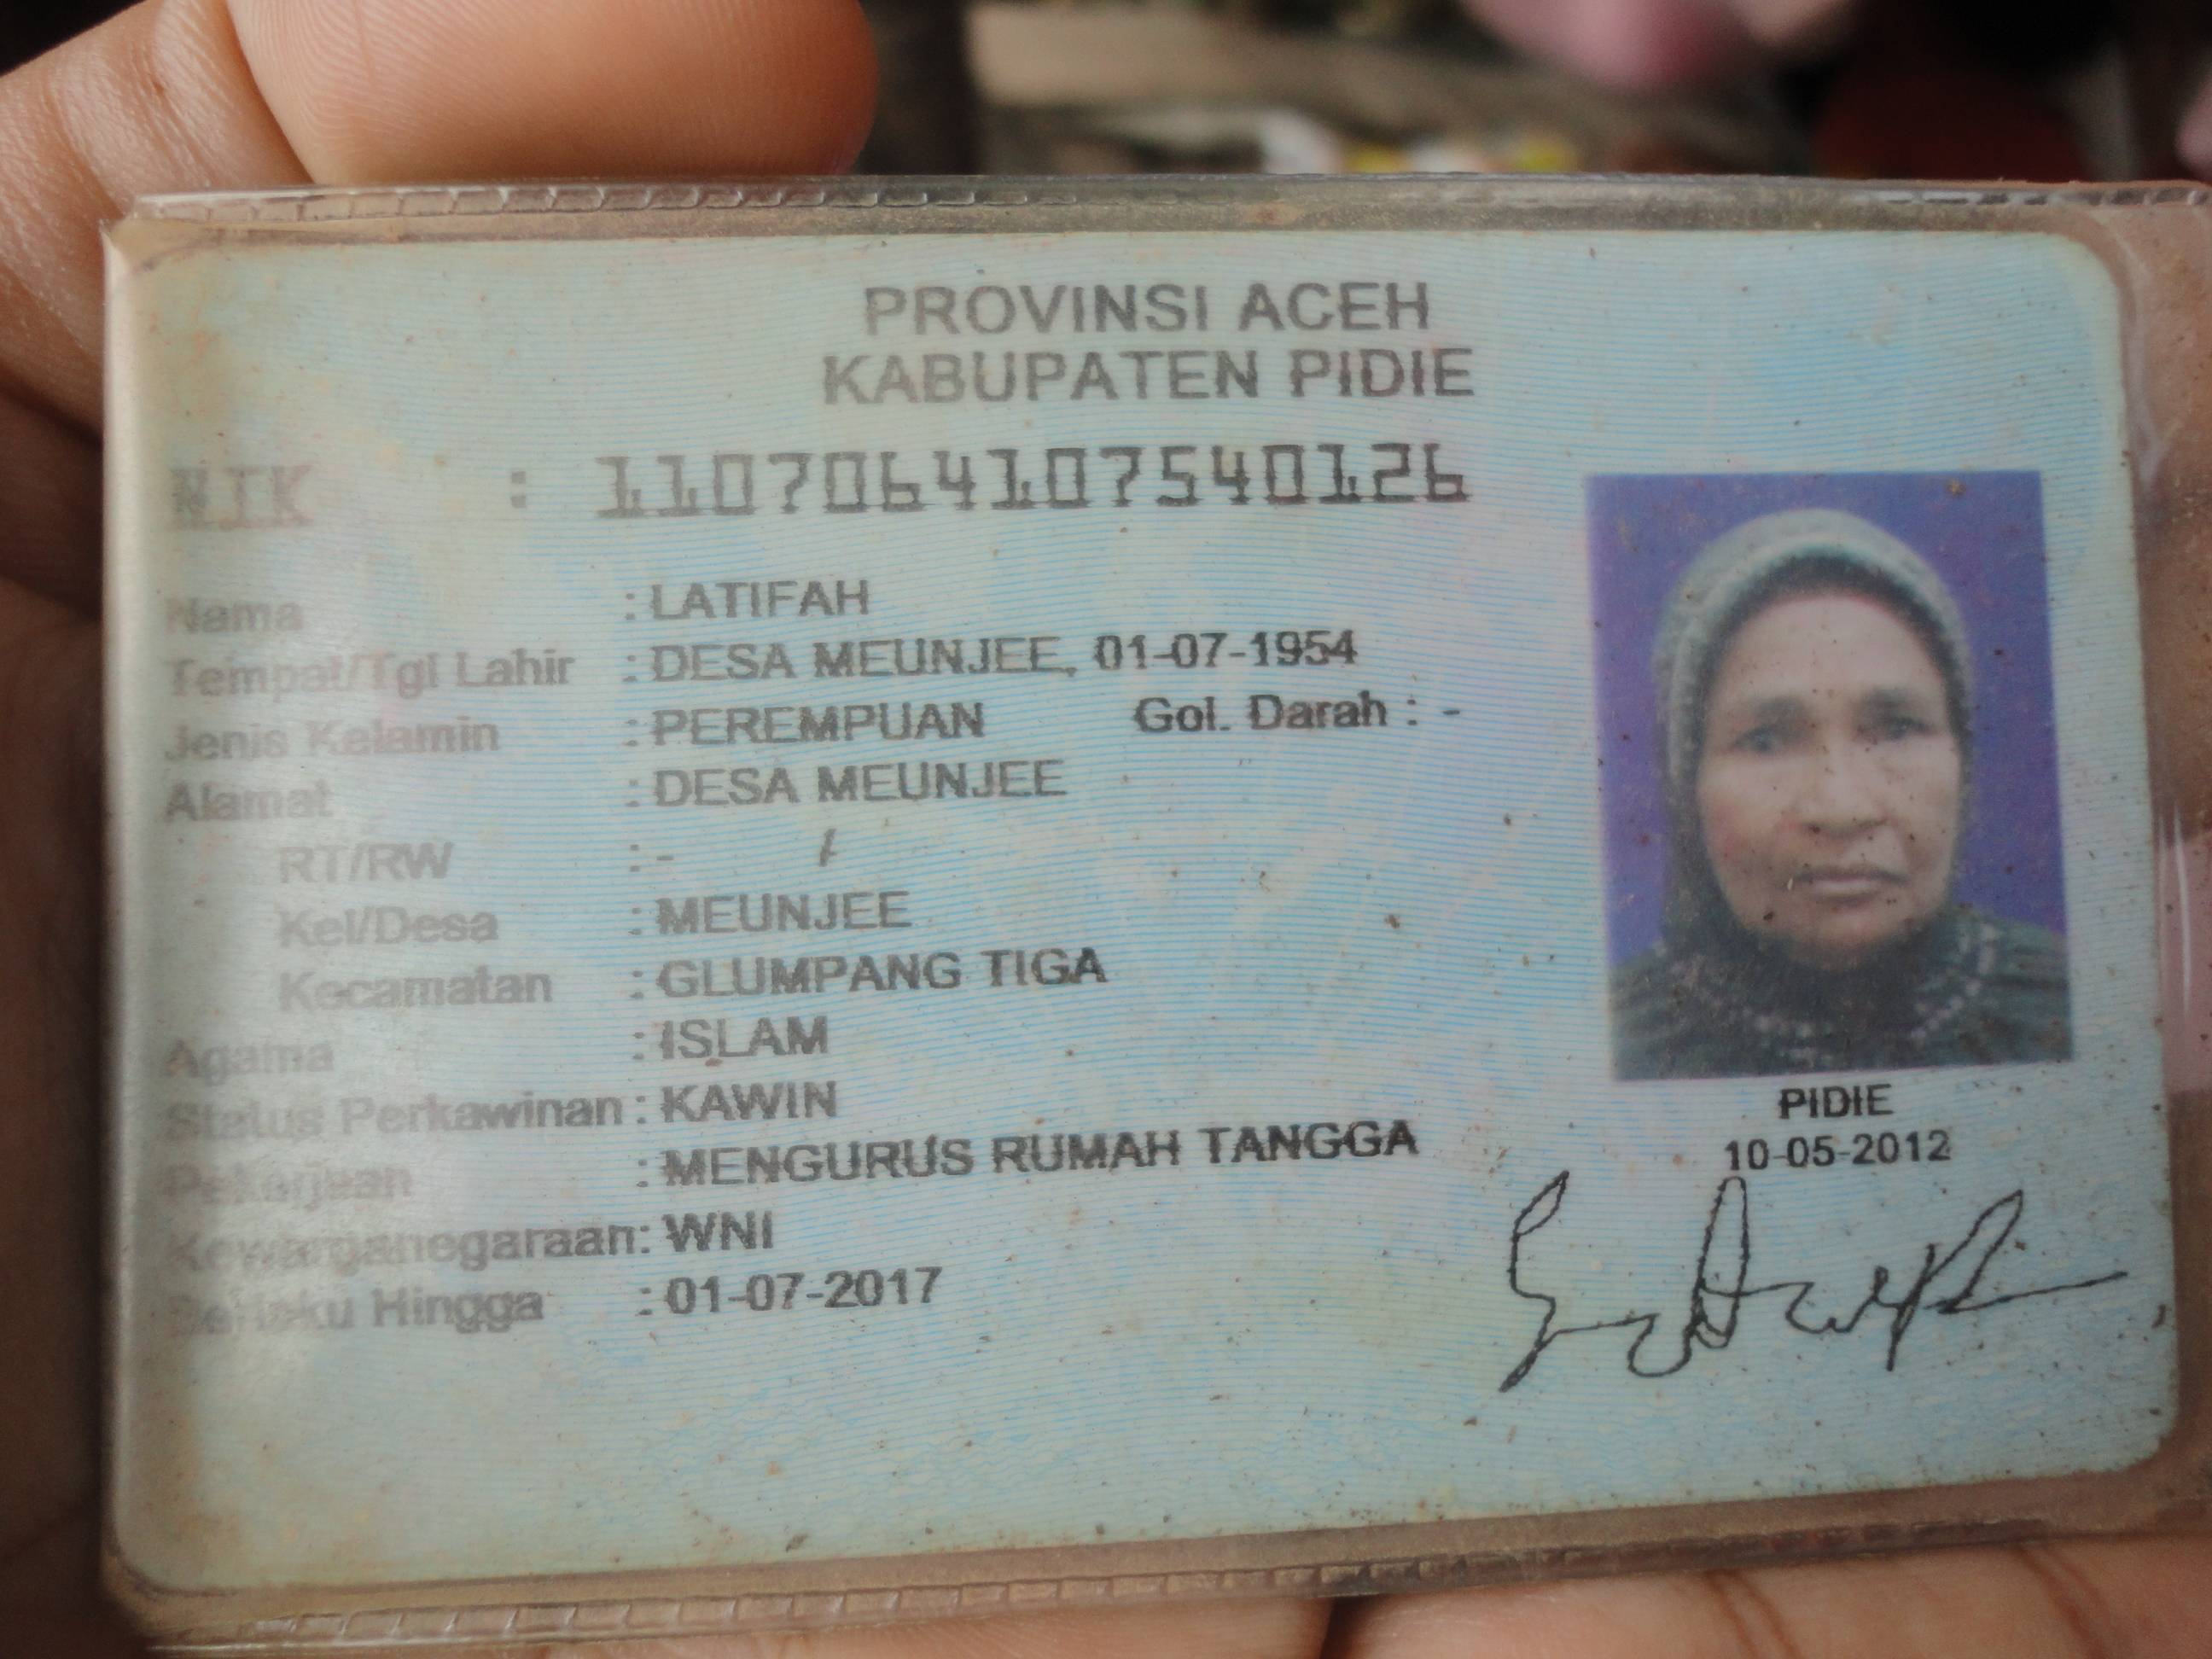 PROVINSI ACEH
KABUPATEN PIDIE
NIK : 1107064107540126
Nama : LATIFAH
Tempat/Tgl Lahir : DESA MEUNJEE, 01-07-1954
Jenis Kelamin : PEREMPUAN Gol. Darah : -
Alamat : DESA MEUNJEE
RT/RW : - /
Kel/Desa : MEUNJEE
Kecamatan : GLUMPANG TIGA
Agama : ISLAM
Status Perkawinan : KAWIN
Pekerjaan : MENGURUS RUMAH TANGGA
Kewarganegaraan : WNI
Berlaku Hingga : 01-07-2017
PIDIE
10-05-2012